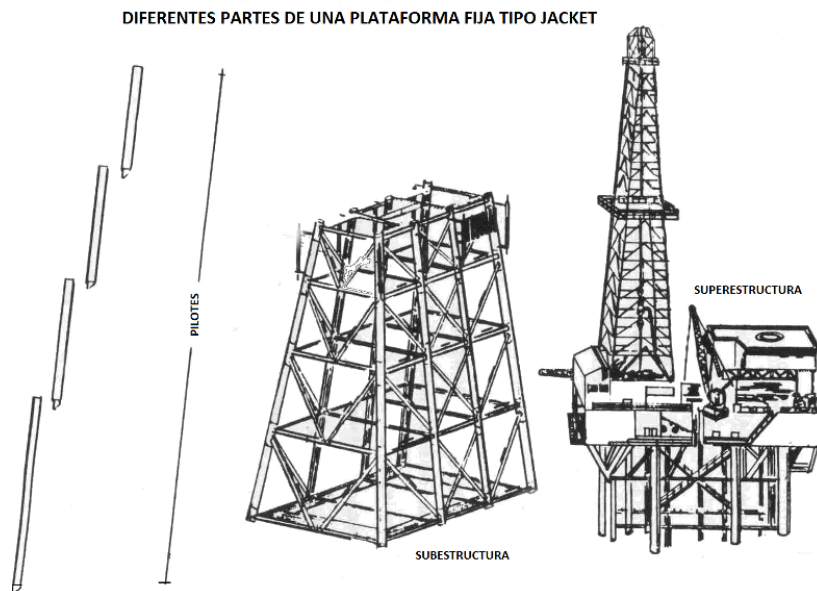 DIFERENTES PARTES DE UNA PLATAFORMA FIJA TIPO JACKET
PILOTES
SUPERESTRUCTURA
SUBESTRUCTURA